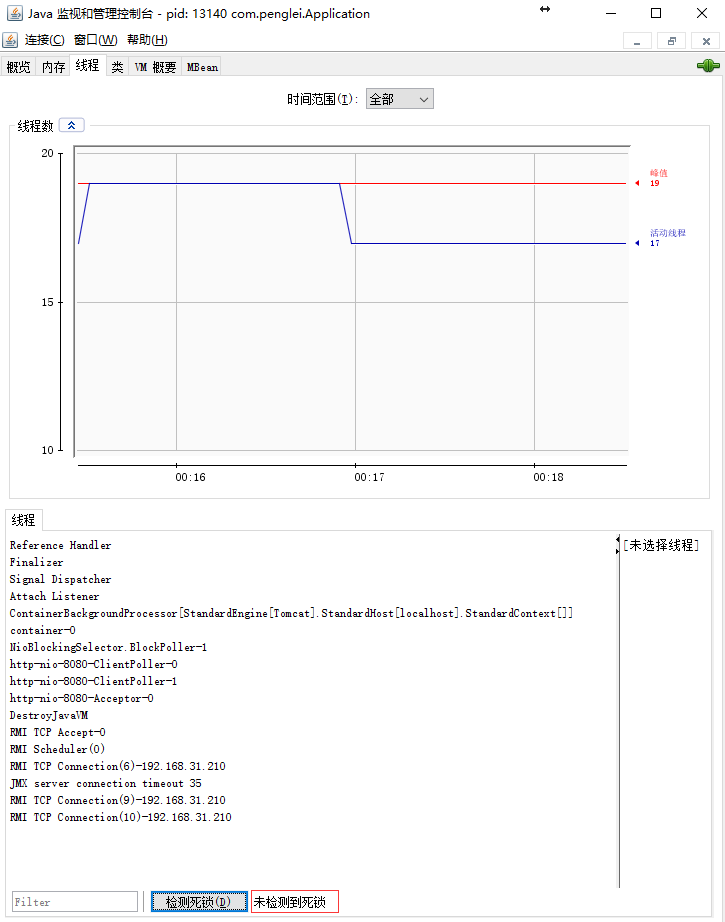 Java 监视和管理控制台 - pid: 13140 com.penglei.Application
连接(C) 窗口(W) 帮助(H)
概览 内存 线程 类 VM 概要 MBean
时间范围(T): 全部
线程数
20
峰值
19
活动线程
17
15
10
00:16 00:17 00:18
线程
Reference Handler
[未选择线程]
Finalizer
Signal Dispatcher
Attach Listener
ContainerBackgroundProcessor[StandardEngine[Tomcat].StandardHost[localhost].StandardContext[]]
container-0
NioBlockingSelector.BlockPoller-1
http-nio-8080-ClientPoller-0
http-nio-8080-ClientPoller-1
http-nio-8080-Acceptor-0
DestroyJavaVM
RMI TCP Accept-0
RMI Scheduler(0)
RMI TCP Connection(6)-192.168.31.210
JMX server connection timeout 35
RMI TCP Connection(9)-192.168.31.210
RMI TCP Connection(10)-192.168.31.210
Filter 检测死锁(D) 未检测到死锁